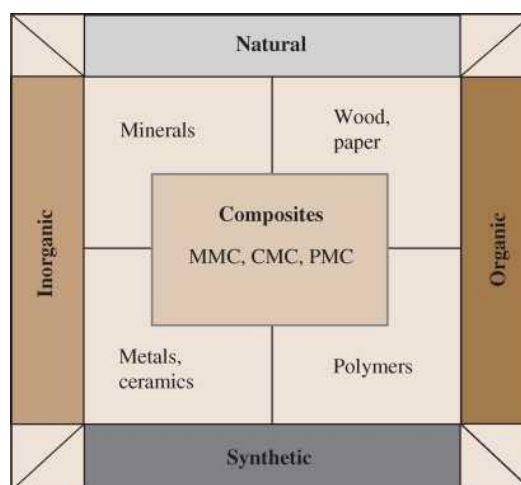 Natural
Minerals
Wood,
paper
Inorganic
Composites
MMC, CMC, PMC
Organic
Metals,
ceramics
Polymers
Synthetic